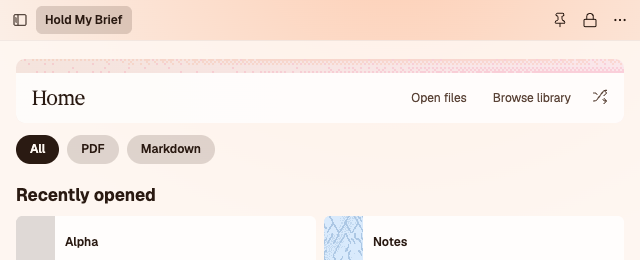 Hold My Brief
Home
Open files
Browse library
All
PDF
Markdown
Recently opened
Alpha
Notes